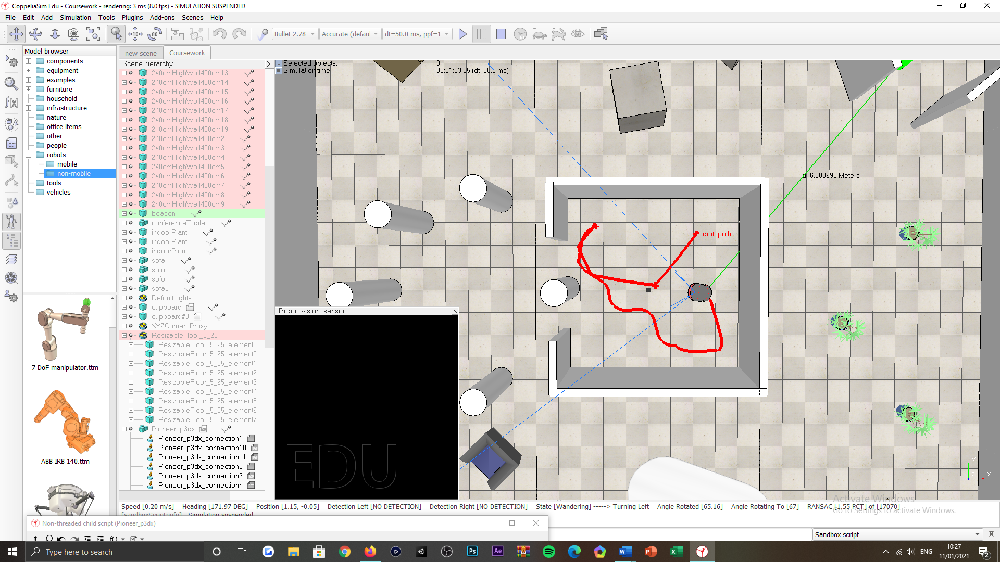 CoppeliaSim Edu - Coursework - rendering: 3 ms (8.0 fps) - SIMULATION SUSPENDED
File Edit Add Simulation Tools Plugins Add-ons Scenes Help
Bullet 2.78 Accurate (defaul dt=50.0 ms, ppf=1
Model browser
components
equipment
examples
furniture
household
infrastructure
nature
office items
other
people
robots
mobile
non-mobile
tools
vehicles
7 DoF manipulator.ttm
ABB IRB 140.ttm
new scene Coursework
Scene hierarchy
240cmHighWall400cm13
240cmHighWall400cm14
240cmHighWall400cm15
240cmHighWall400cm16
240cmHighWall400cm17
240cmHighWall400cm18
240cmHighWall400cm19
240cmHighWall400cm2
240cmHighWall400cm3
240cmHighWall400cm4
240cmHighWall400cm5
240cmHighWall400cm6
240cmHighWall400cm7
240cmHighWall400cm8
240cmHighWall400cm9
beacon
conferenceTable
indoorPlant
indoorPlant0
indoorPlant1
sofa
sofa0
sofa1
sofa2
DefaultLights
cupboard
cupboard#0
XYZCameraProxy
ResizableFloor_5_25
ResizableFloor_5_25_element
ResizableFloor_5_25_element0
ResizableFloor_5_25_element1
ResizableFloor_5_25_element2
ResizableFloor_5_25_element3
ResizableFloor_5_25_element4
ResizableFloor_5_25_element5
ResizableFloor_5_25_element6
ResizableFloor_5_25_element7
Pioneer_p3dx
Pioneer_p3dx_connection1
Pioneer_p3dx_connection10
Pioneer_p3dx_connection11
Pioneer_p3dx_connection2
Pioneer_p3dx_connection3
Pioneer_p3dx_connection4
Selected objects: 0
Simulation time: 00:01:53.55 (dt=50.0 ms)
d=6.288690 Meters
Robot_path
Robot_vision_sensor
EDU
y
z x
Speed [0.20 m/s] Heading [171.97 DEG] Position [1.15, -0.05] Detection Left [NO DETECTION] Detection Right [NO DETECTION] State [Wandering] -----> Turning Left Angle Rotated [65.16] Angle Rotating To [67] RANSAC [1.55 PCT] of [17070]
[sandboxScript:info] Simulation suspended.
Activate Windows
Go to Settings to activate Windows.
Non-threaded child script (Pioneer_p3dx)
f()
Sandbox script
Type here to search
Ps
Ae
ENG
10:27
11/01/2021
2